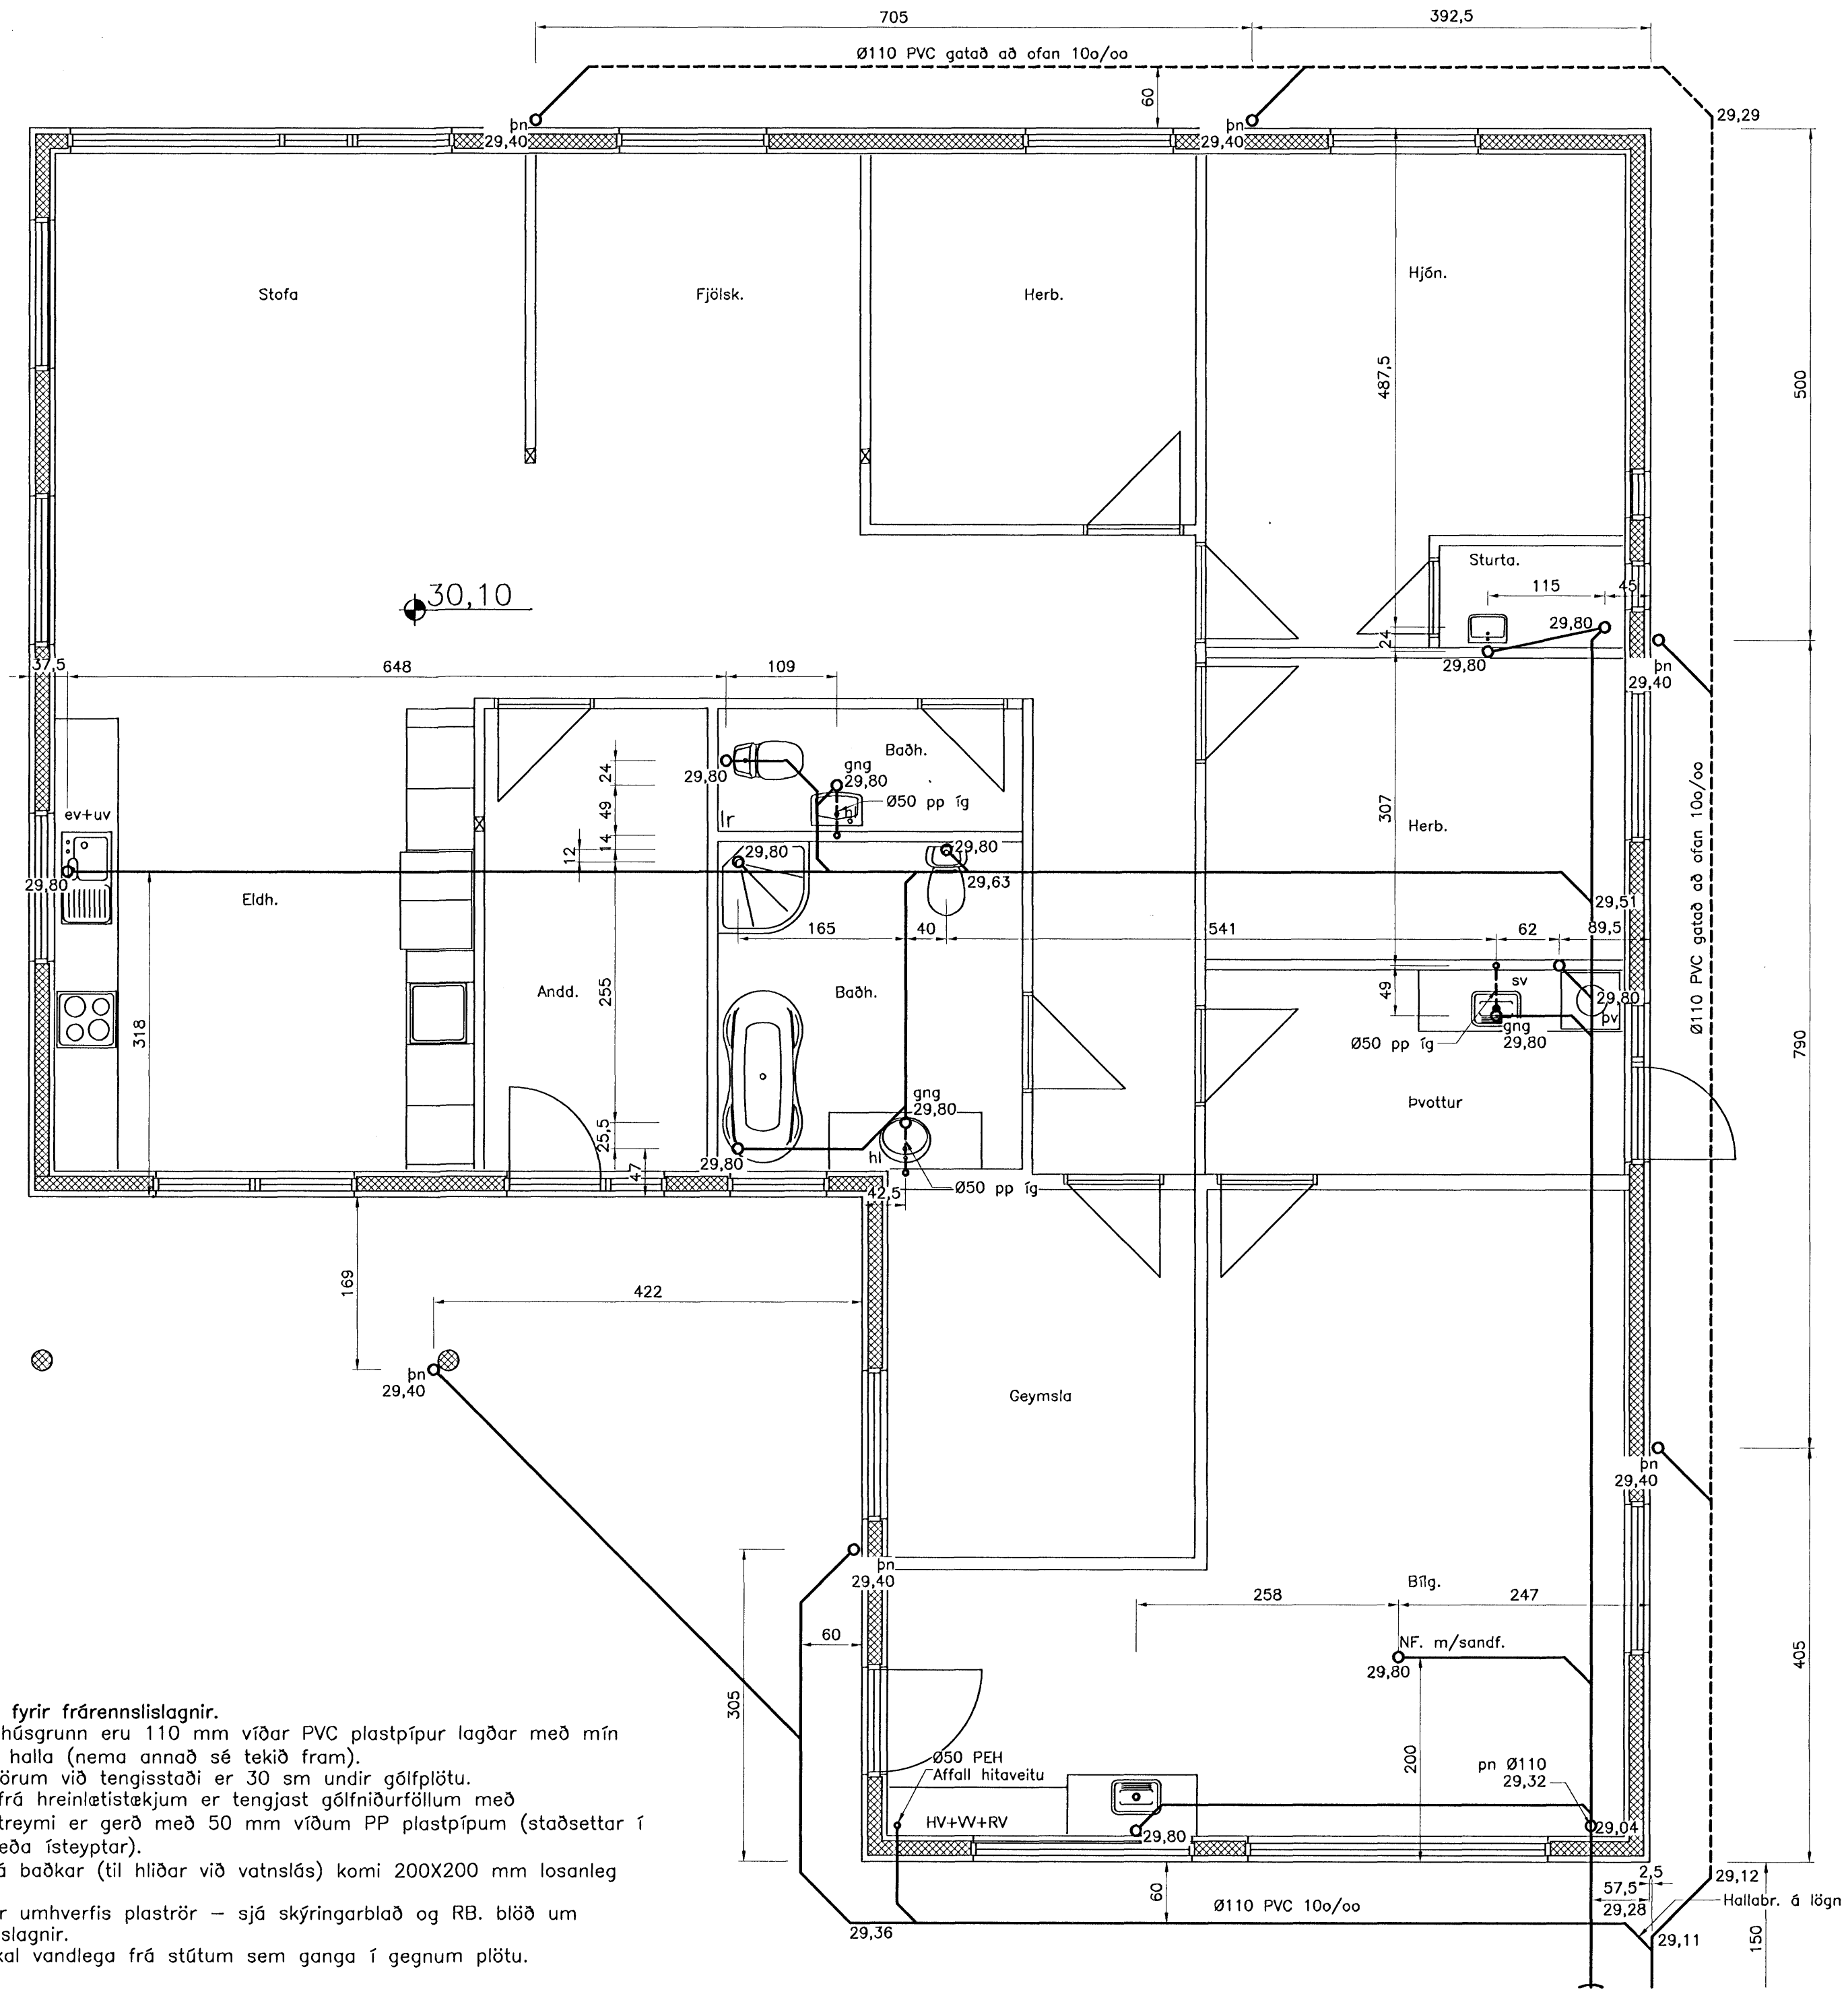 705
392,5
Ø110 PVC gatað að ofan 10o/oo
60
29,29
þn
29,40
þn
29,40
Stofa
Fjölsk.
Herb.
Hjón.
487,5
500
Sturta.
115
45
29,80
24
29,80
þn
29,40
30,10
37,5
648
109
Baðh.
29,80
gng
29,80
Ø50 pp íg
hl
lr
24
49
14
12
ev+uv
29,80
Eldh.
29,80
29,80
29,63
307
Herb.
Ø110 PVC gatað að ofan 10o/oo
29,51
165
40
541
62
89,5
49
sv
29,80
þv
gng
29,80
Ø50 pp íg
Andd.
255
Baðh.
318
790
Þvottur
gng
29,80
25,5
47
29,80
hl
Ø50 pp íg
42,5
169
422
þn
29,40
Geymsla
þn
29,40
þn
29,40
Bílg.
258
247
60
305
NF. m/sandf.
29,80
405
200
Ø50 PEH
Affall hitaveitu
HV+VV+RV
29,80
þn Ø110
29,32
29,04
60
Ø110 PVC 10o/oo
29,36
2,5
57,5
29,28
29,12
Hallabr. á lögn
29,11
150
fyrir frárennslislagnir.
húsgrunn eru 110 mm víðar PVC plastpípur lagðar með mín
halla (nema annað sé tekið fram).
örum við tengisstaði er 30 sm undir gólfplötu.
frá hreinlætistækjum er tengjast gólfniðurföllum með
treymi er gerð með 50 mm víðum PP plastpípum (staðsettar í
eða ísteyptar).
á baðkar (til hliðar við vatnslás) komi 200X200 mm losanleg
r umhverfis plaströr – sjá skýringarblað og RB. blöð um
slagnir.
kal vandlega frá stútum sem ganga í gegnum plötu.